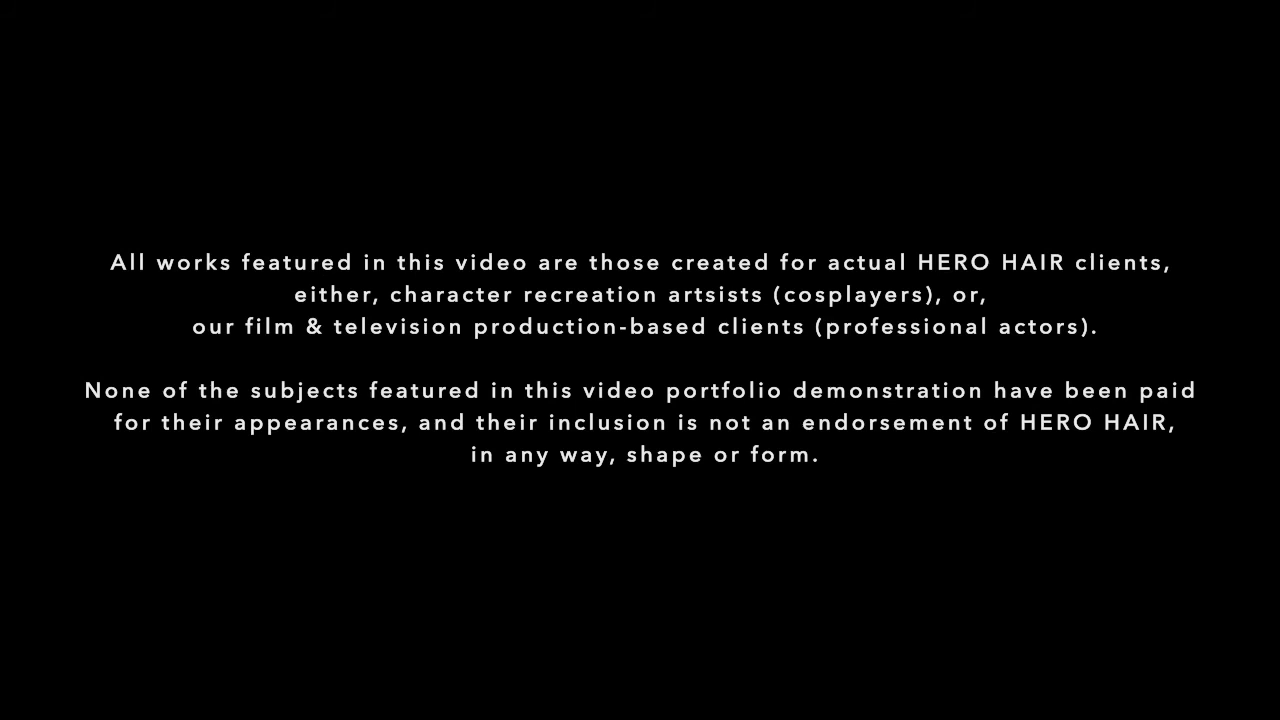 All works featured in this video are those created for actual HERO HAIR clients,
either, character recreation artsists (cosplayers), or,
our film & television production-based clients (professional actors).
None of the subjects featured in this video portfolio demonstration have been paid
for their appearances, and their inclusion is not an endorsement of HERO HAIR,
in any way, shape or form.